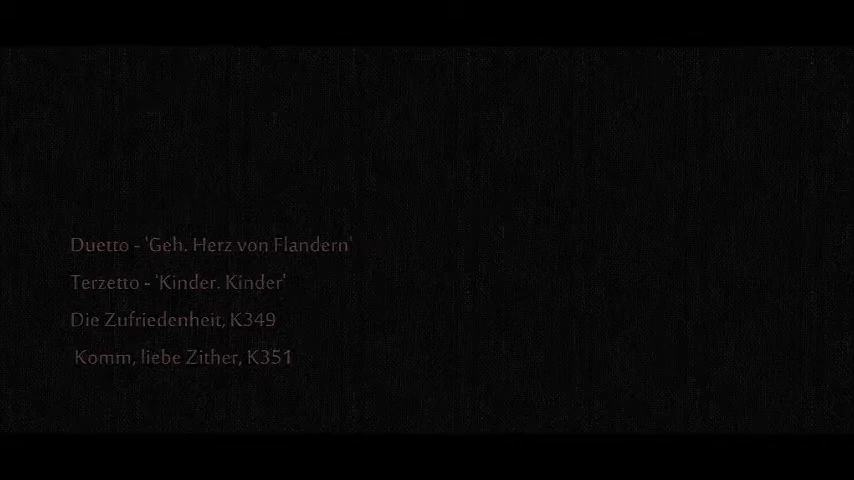 Duetto - 'Geh. Herz von Flandern'
Terzetto - 'Kinder. Kinder'
Die Zufriedenheit, K349
Komm, liebe Zither, K351